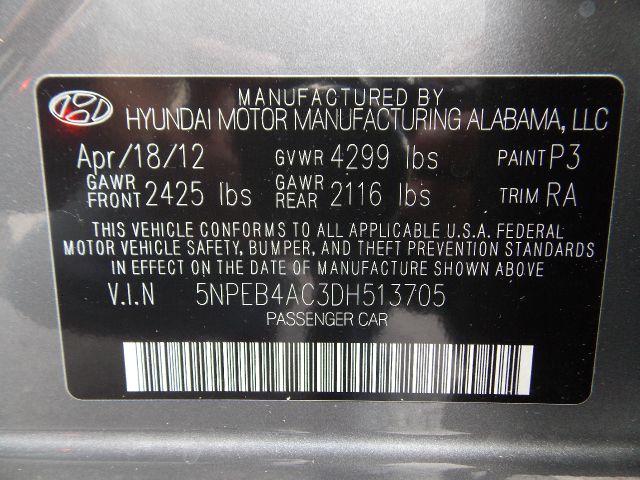 MANUFACTURED BY
HYUNDAI MOTOR MANUFACTURING ALABAMA, LLC
Apr/18/12 GVWR 4299 lbs PAINT P3
GAWR FRONT 2425 lbs GAWR REAR 2116 lbs TRIM RA
THIS VEHICLE CONFORMS TO ALL APPLICABLE U.S.A. FEDERAL
MOTOR VEHICLE SAFETY, BUMPER, AND THEFT PREVENTION STANDARDS
IN EFFECT ON THE DATE OF MANUFACTURE SHOWN ABOVE.
V.I.N 5NPEB4AC3DH513705
PASSENGER CAR